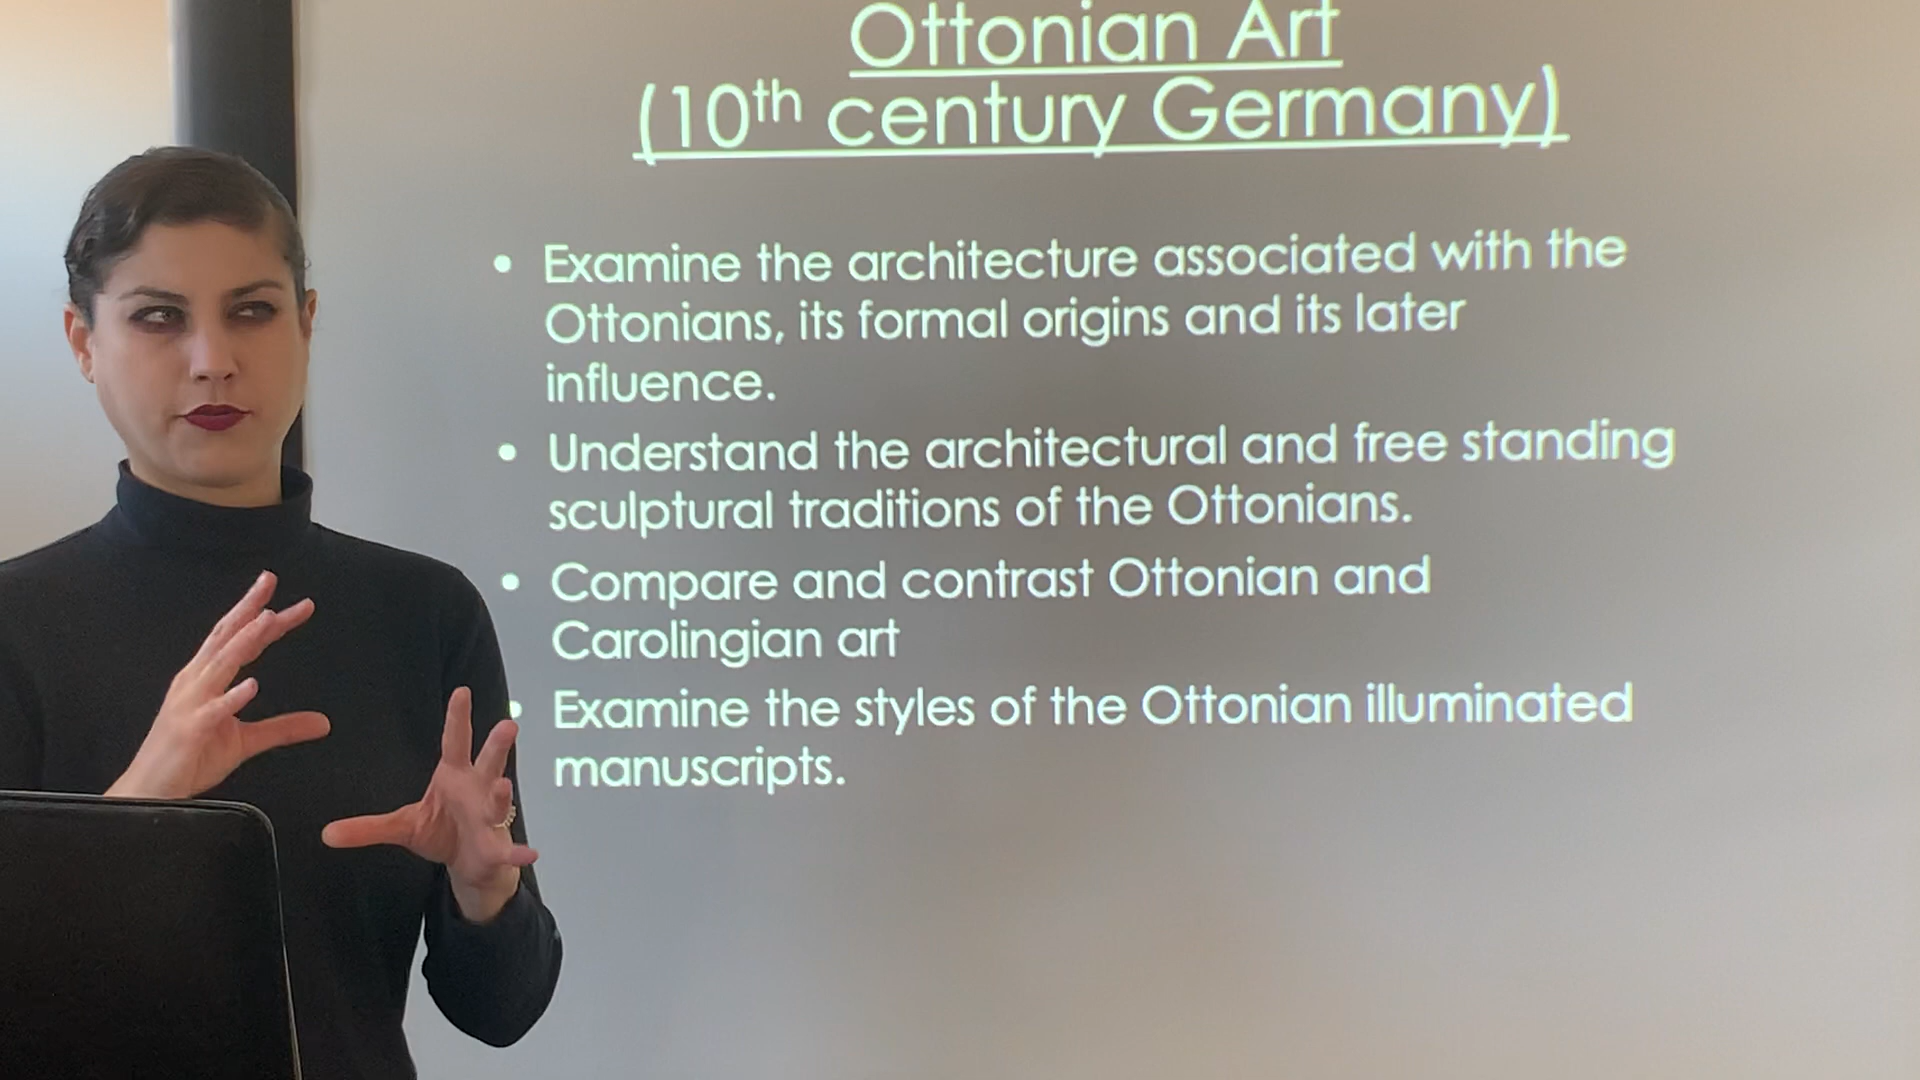 Ottonian Art
(10th century Germany)
• Examine the architecture associated with the
Ottonians, its formal origins and its later
influence.
• Understand the architectural and free standing
sculptural traditions of the Ottonians.
• Compare and contrast Ottonian and
Carolingian art
• Examine the styles of the Ottonian illuminated
manuscripts.